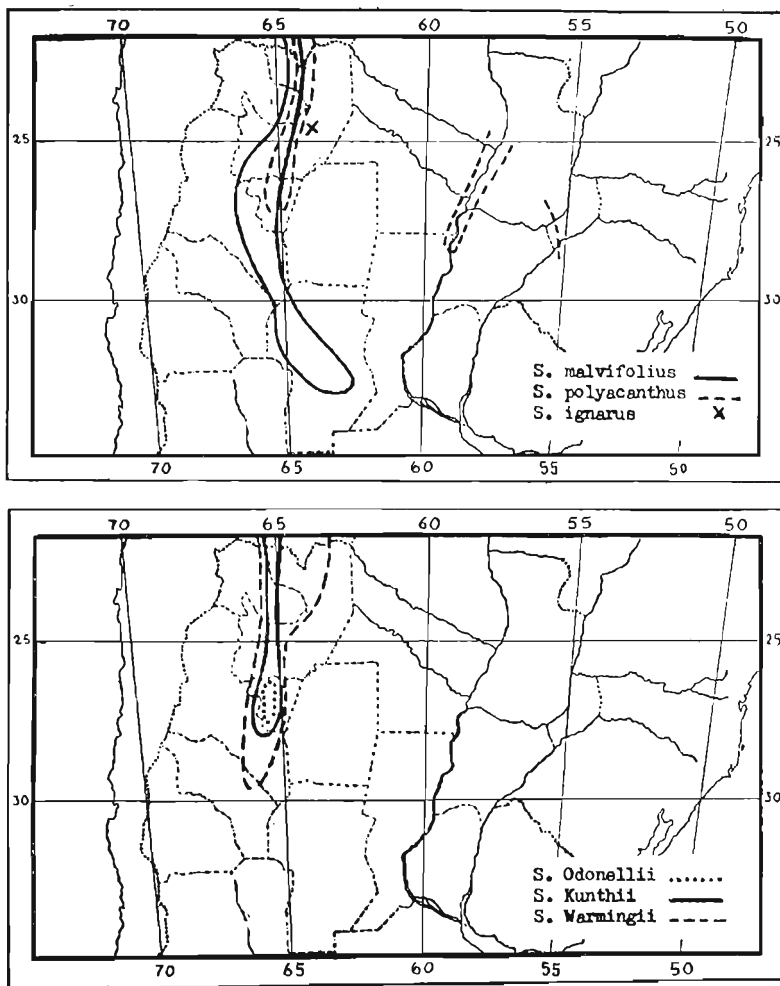 70 65 60 55 50
25 25
30 30
S. malvifolius
S. polyacanthus
S. ignarus x
70 65 60 55 50
70 65 60 55 50
25 25
30 30
S. Odonellii
S. Kunthii
S. Warmingii
70 65 60 55 50